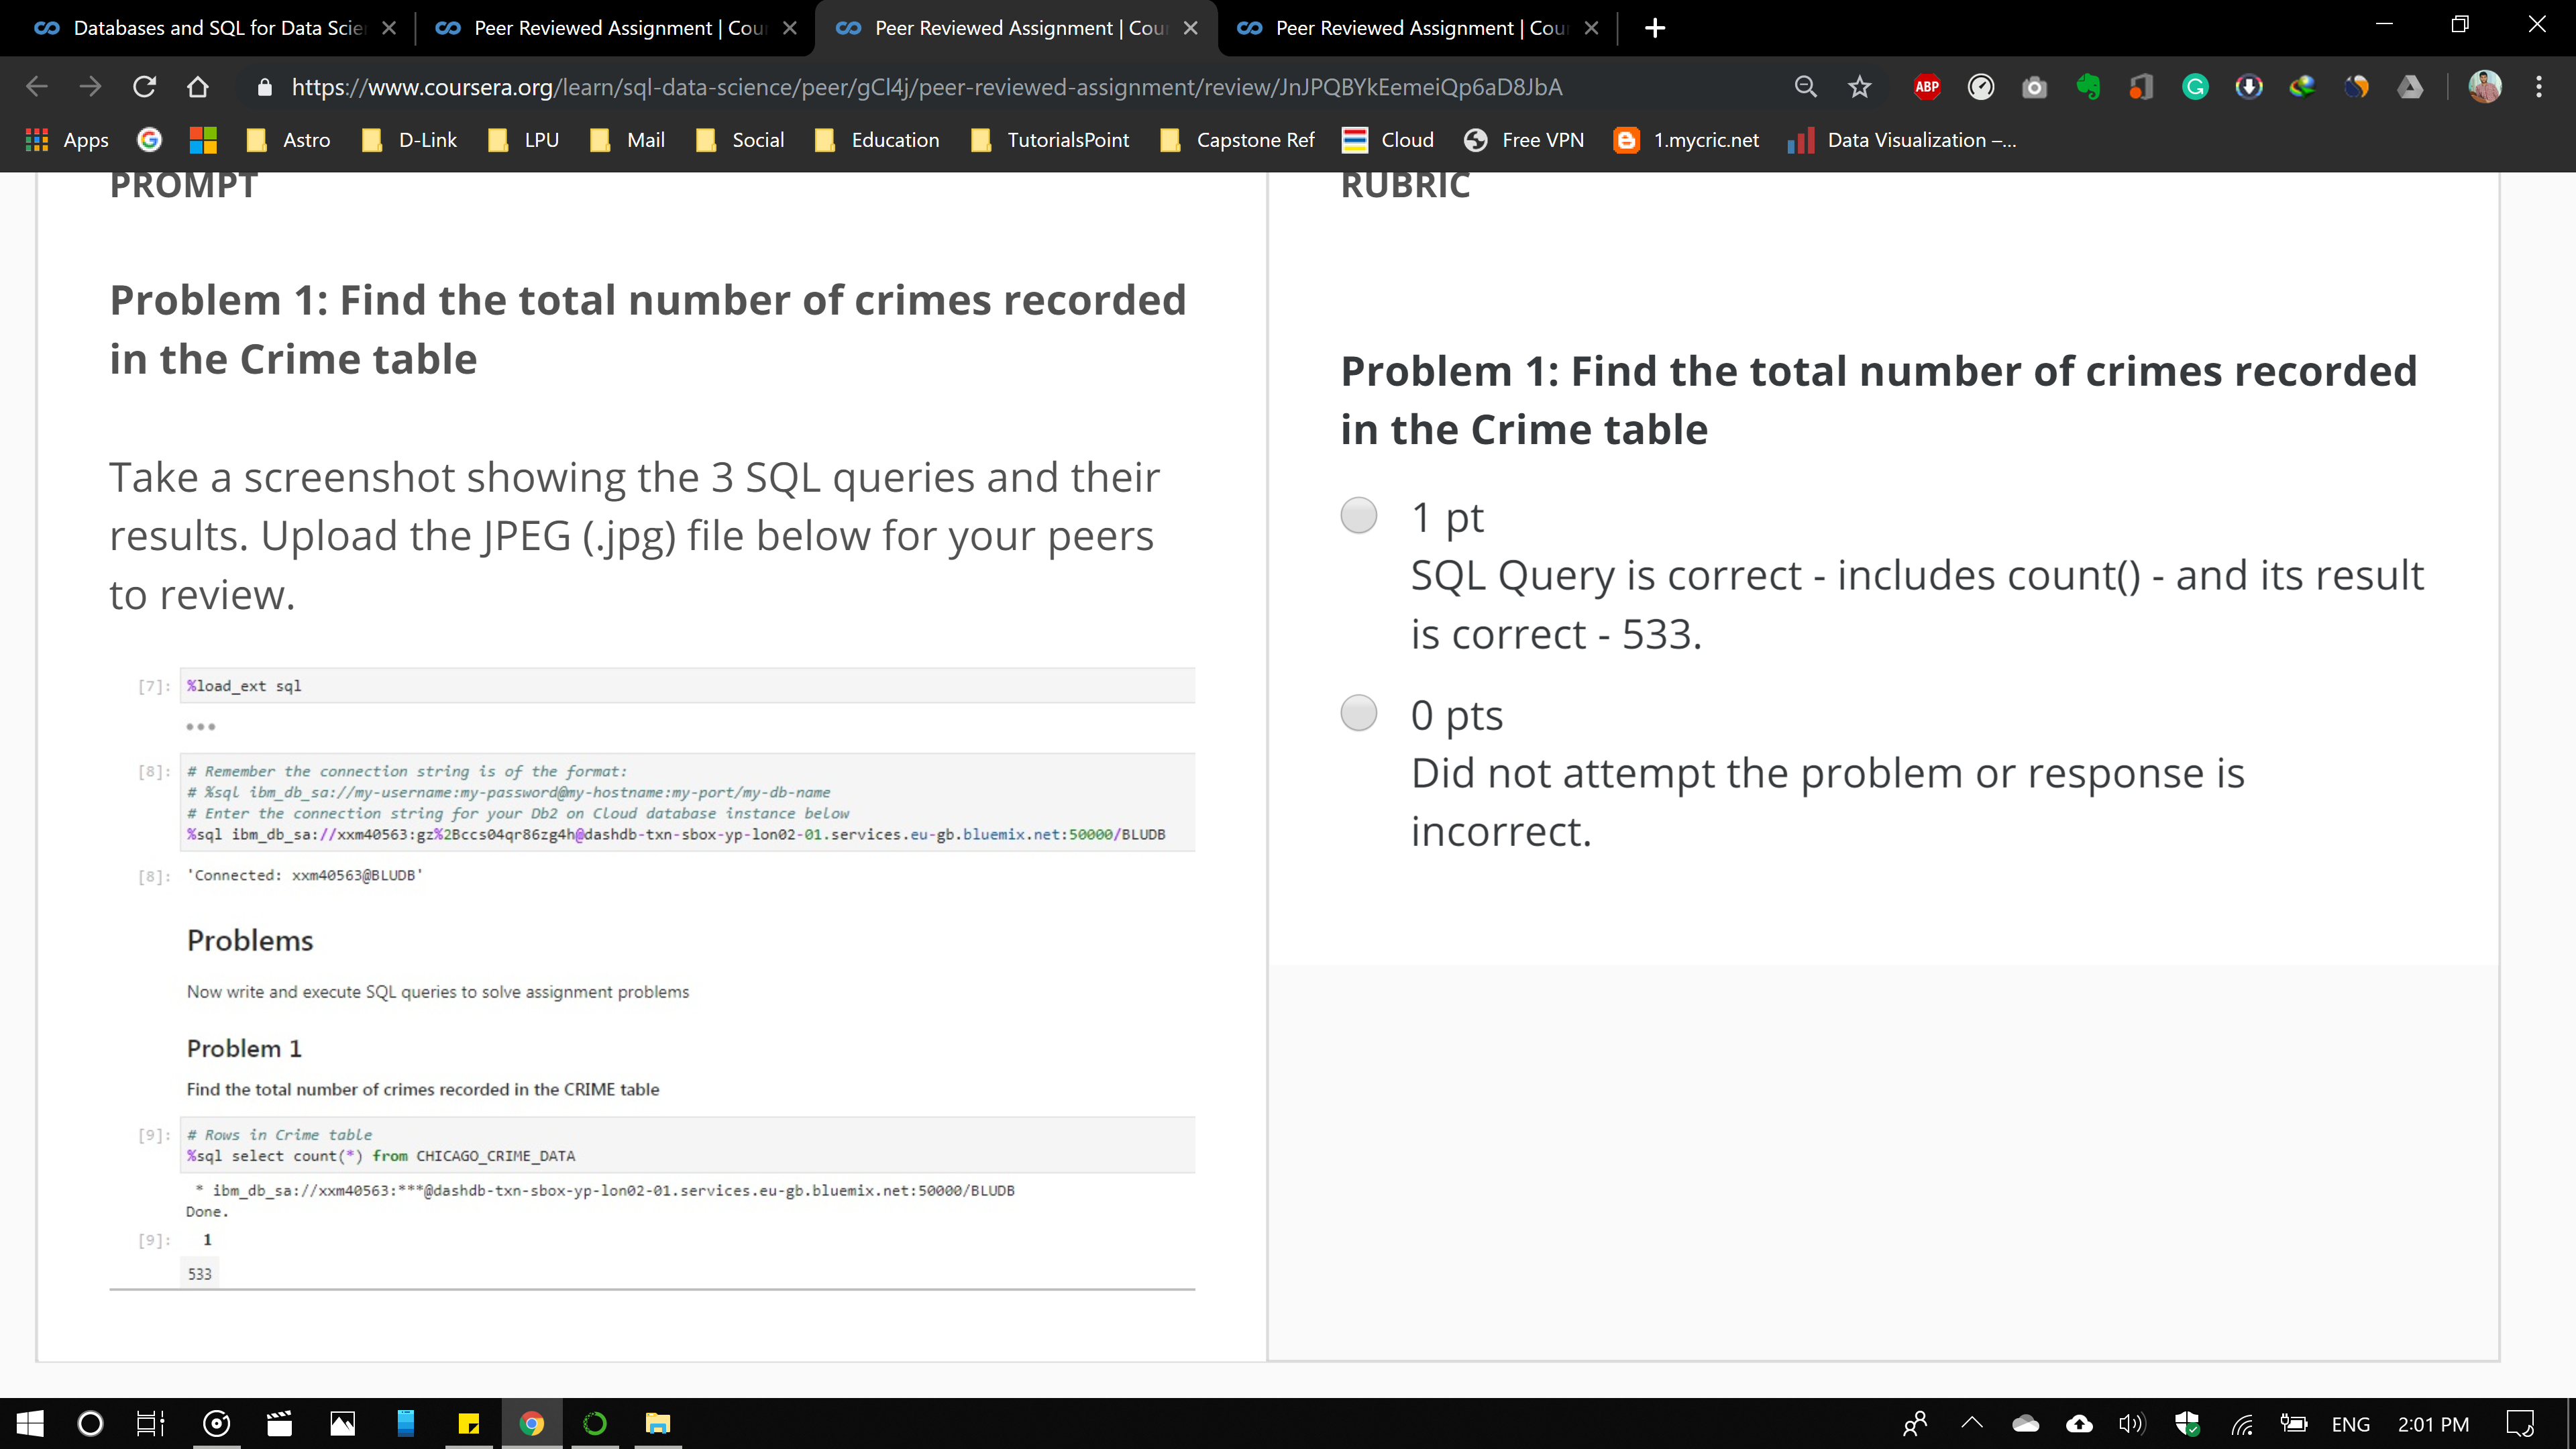 Databases and SQL for Data Scie
Peer Reviewed Assignment | Cou
Peer Reviewed Assignment | Cou
Peer Reviewed Assignment | Cou
https://www.coursera.org/learn/sql-data-science/peer/gCl4j/peer-reviewed-assignment/review/JnJPQBYkEemeiQp6aD8JbA
ABP
Apps
Astro
D-Link
LPU
Mail
Social
Education
TutorialsPoint
Capstone Ref
Cloud
Free VPN
1.mycric.net
Data Visualization –...
PROMPT
Problem 1: Find the total number of crimes recorded
in the Crime table
Take a screenshot showing the 3 SQL queries and their
results. Upload the JPEG (.jpg) file below for your peers
to review.
[7]: %load_ext sql
[8]: # Remember the connection string is of the format:
# %sql ibm_db_sa://my-username:my-password@my-hostname:my-port/my-db-name
# Enter the connection string for your Db2 on Cloud database instance below
%sql ibm_db_sa://xxm40563:gz%2Bccs04qr86zg4h@dashdb-txn-sbox-yp-lon02-01.services.eu-gb.bluemix.net:50000/BLUDB
[8]: 'Connected: xxm40563@BLUDB'
Problems
Now write and execute SQL queries to solve assignment problems
Problem 1
Find the total number of crimes recorded in the CRIME table
[9]: # Rows in Crime table
%sql select count(*) from CHICAGO_CRIME_DATA
* ibm_db_sa://xxm40563:***@dashdb-txn-sbox-yp-lon02-01.services.eu-gb.bluemix.net:50000/BLUDB
Done.
[9]: 1
533
RUBRIC
Problem 1: Find the total number of crimes recorded
in the Crime table
1 pt
SQL Query is correct - includes count() - and its result
is correct - 533.
0 pts
Did not attempt the problem or response is
incorrect.
ENG
2:01 PM